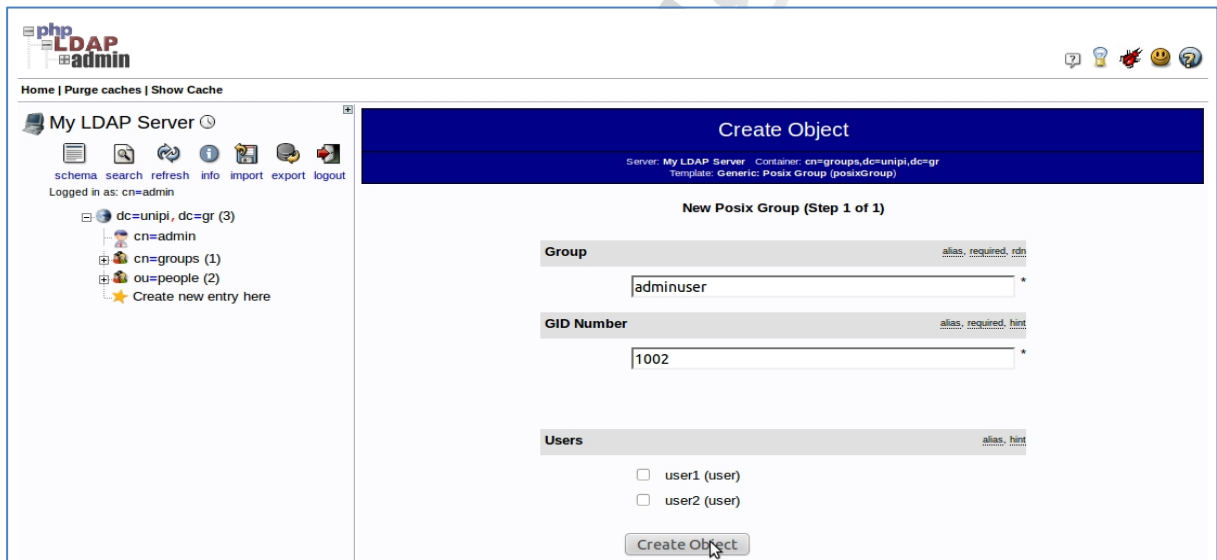 php
LDAP
admin
Home | Purge caches | Show Cache
My LDAP Server
schema search refresh info import export logout
Logged in as: cn=admin
dc=unipi, dc=gr (3)
cn=admin
cn=groups (1)
ou=people (2)
Create new entry here
Create Object
Server: My LDAP Server Container: cn=groups,dc=unipi,dc=gr
Template: Generic: Posix Group (posixGroup)
New Posix Group (Step 1 of 1)
Group alias, required, rdn
adminuser *
GID Number alias, required, hint
1002 *
Users alias, hint
user1 (user)
user2 (user)
Create Object